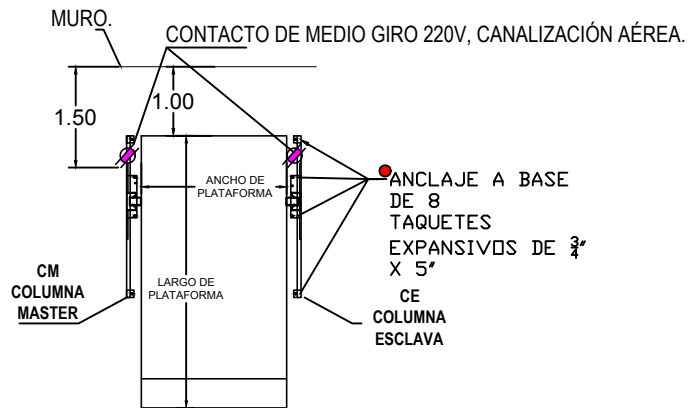 MURO.
CONTACTO DE MEDIO GIRO 220V, CANALIZACIÓN AÉREA.
1.50
1.00
ANCHO DE
PLATAFORMA
ANCLAJE A BASE
DE 8
TAQUETES
EXPANSIVOS DE 3/4"
X 5"
LARGO DE
PLATAFORMA
CM
COLUMNA
MASTER
CE
COLUMNA
ESCLAVA